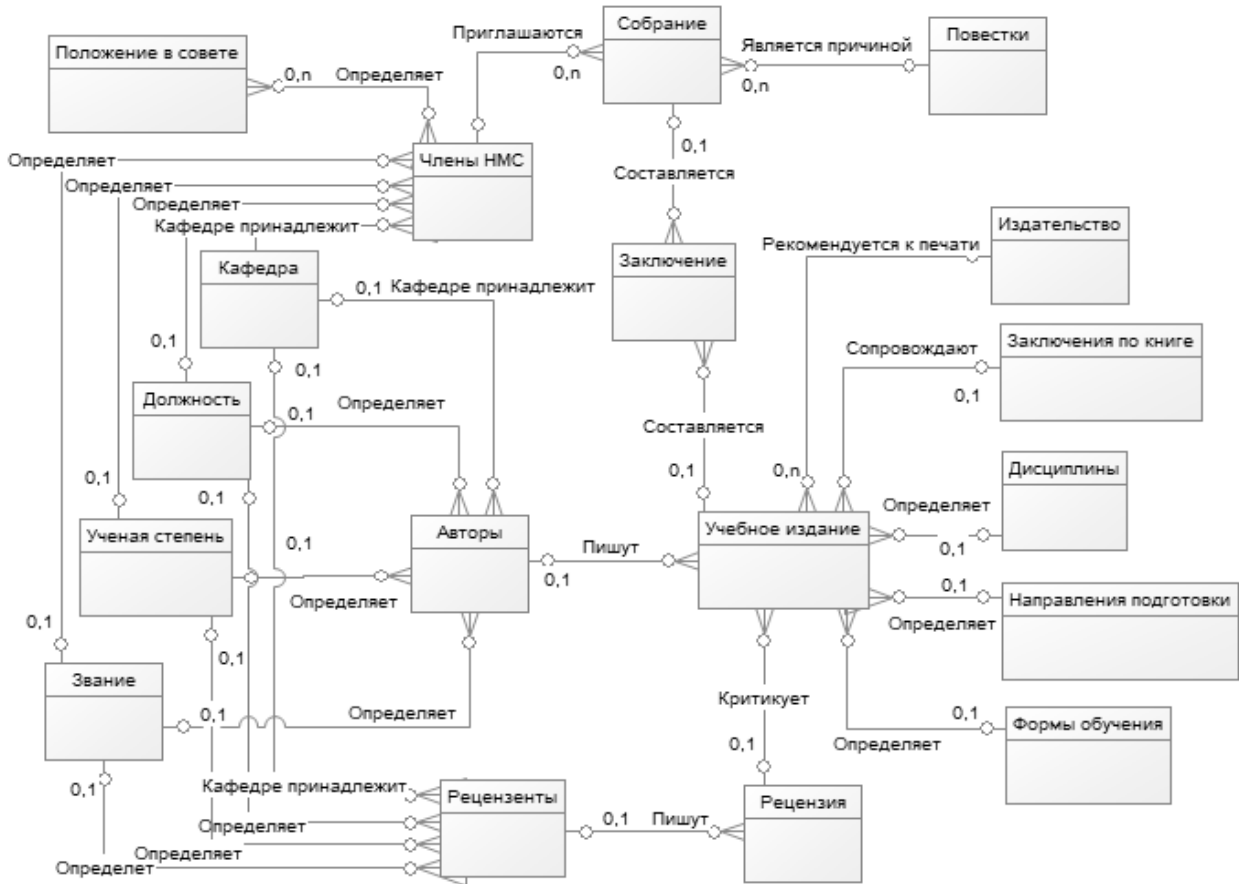 Собрание
Повестки
Положение в совете
Приглашаются
Является причиной
0,n
0,n
0,n
Определяет
Определяет
Члены НМС
0,1
Определяет
Составляется
Определяет
Кафедре принадлежит
Издательство
Рекомендуется к печати
Кафедра
Заключение
0,1
Кафедре принадлежит
Заключения по книге
0,1
0,1
Сопровождают
0,1
Должность
Определяет
0,1
Составляется
Дисциплины
0,1
0,1
0,1
0,n
Определяет
Ученая степень
Авторы
Учебное издание
0,1
Пишут
0,1
0,1
0,1
Направления подготовки
Определяет
Определяет
0,1
0,1
Звание
Критикует
0,1
Определяет
0,1
Формы обучения
0,1
Определяет
0,1
Кафедре принадлежит
Рецензенты
Рецензия
0,1
Пишут
Определяет
Определяет
Определет